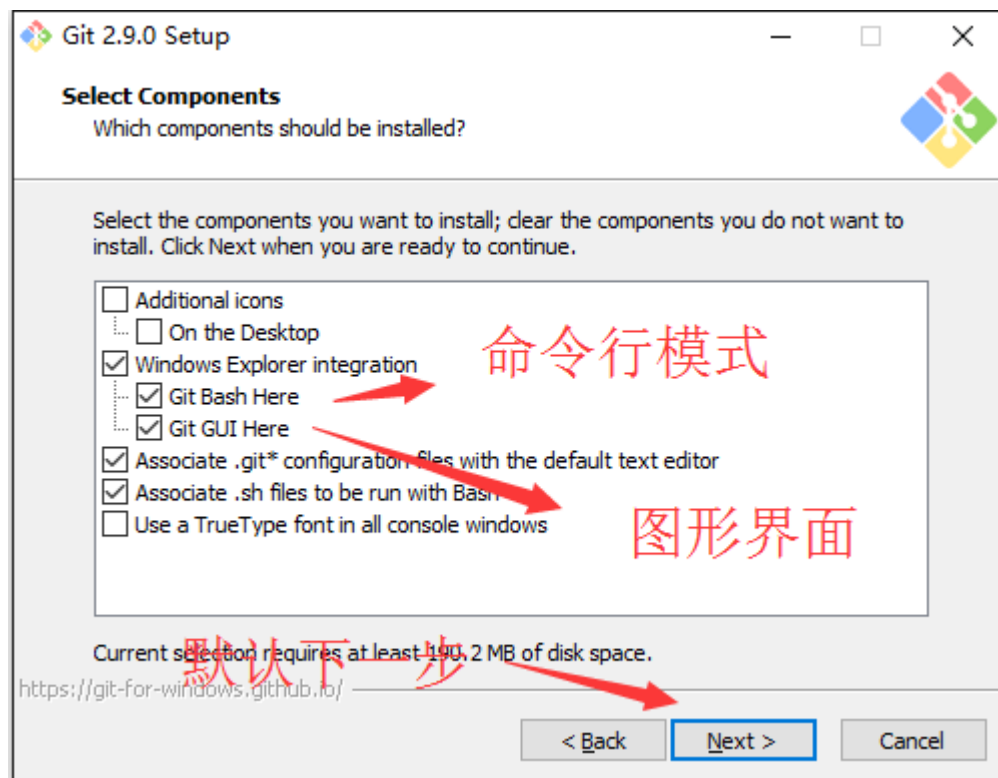 Git 2.9.0 Setup
Select Components
Which components should be installed?
Select the components you want to install; clear the components you do not want to
install. Click Next when you are ready to continue.
Additional icons
On the Desktop
命令行模式
Windows Explorer integration
Git Bash Here
Git GUI Here
Associate .git* configuration files with the default text editor
Associate .sh files to be run with Bash
Use a TrueType font in all console windows
图形界面
默认下一步
Current selection requires at least 190.2 MB of disk space.
https://git-for-windows.github.io/
< Back
Next >
Cancel